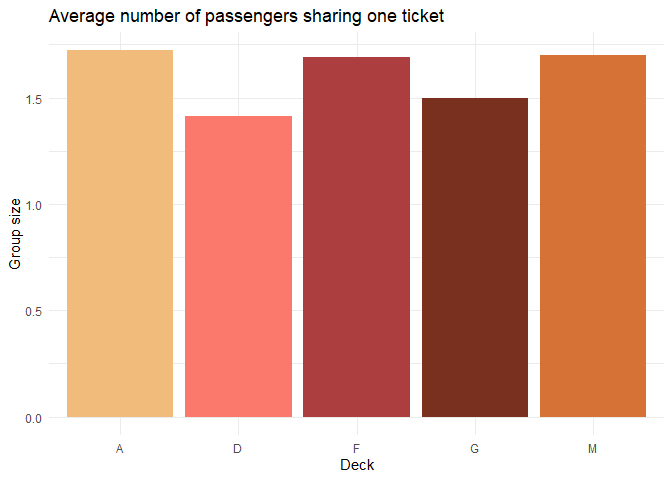 Average number of passengers sharing one ticket
Group size
1.5
1.0
0.5
0.0
A D F G M
Deck